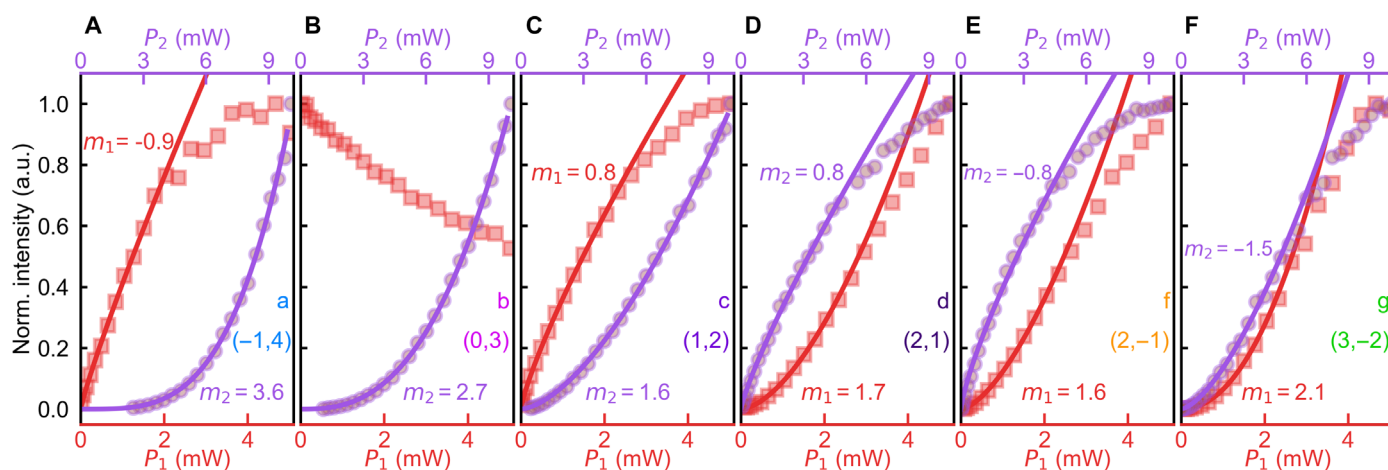 A B C D E F
P₂ (mW) P₂ (mW) P₂ (mW) P₂ (mW) P₂ (mW) P₂ (mW)
0 3 6 9 0 3 6 9 0 3 6 9 0 3 6 9 0 3 6 9 0 3 6 9
Norm. intensity (a.u.)
1.0
0.8
0.6
0.4
0.2
0.0
m₁ = −0.9
m₂ = 3.6
a
(−1,4)
m₂ = 2.7
b
(0,3)
m₁ = 0.8
m₂ = 1.6
c
(1,2)
m₂ = 0.8
m₁ = 1.7
d
(2,1)
m₂ = −0.8
m₁ = 1.6
f
(2,−1)
m₂ = −1.5
m₁ = 2.1
g
(3,−2)
0 2 4 0 2 4 0 2 4 0 2 4 0 2 4 0 2 4
P₁ (mW) P₁ (mW) P₁ (mW) P₁ (mW) P₁ (mW) P₁ (mW)